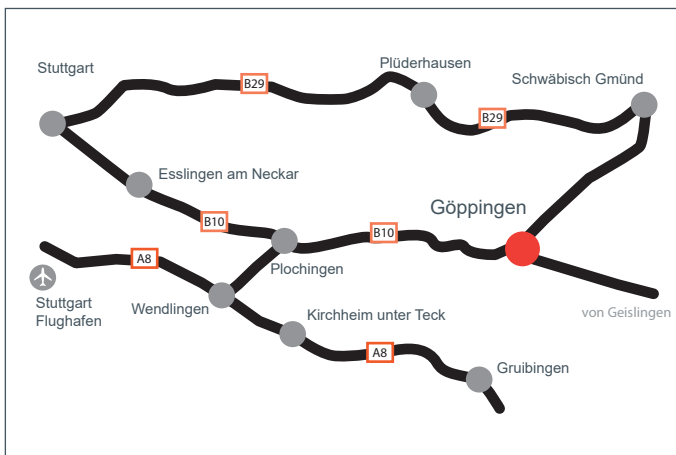 Stuttgart
Plüderhausen
Schwäbisch Gmünd
B29
B29
Esslingen am Neckar
Göppingen
B10
B10
A8
Plochingen
Stuttgart
Flughafen
Wendlingen
Kirchheim unter Teck
von Geislingen
A8
Gruibingen